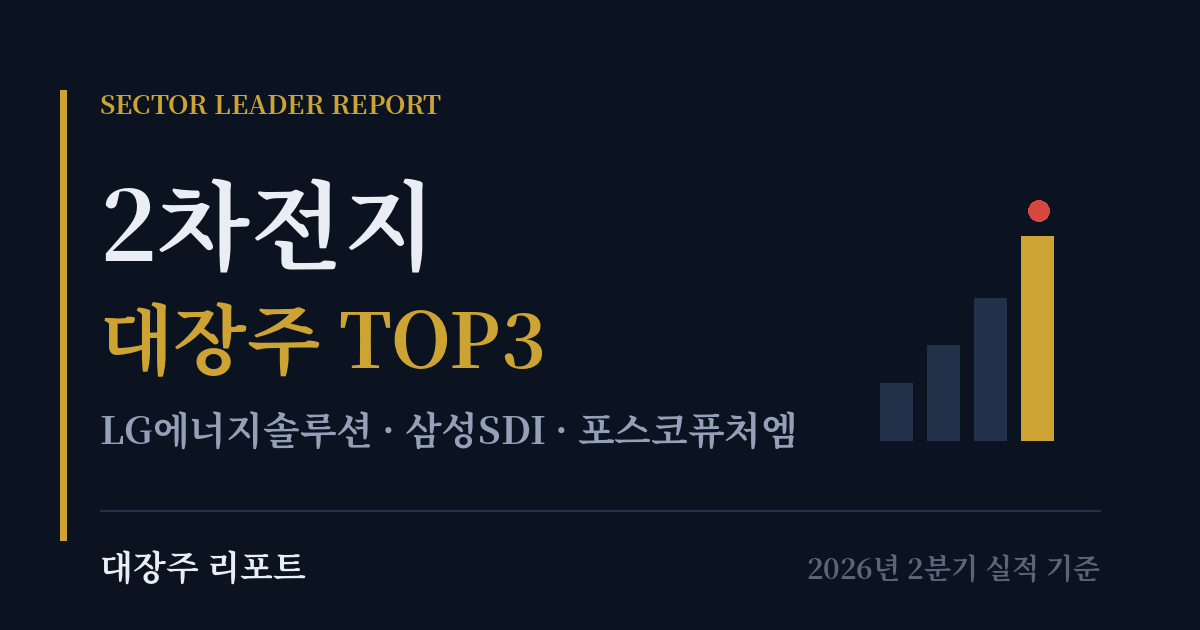 SECTOR LEADER REPORT
2차전지
대장주 TOP3
LG에너지솔루션 · 삼성SDI · 포스코퓨처엠
대장주 리포트
2026년 2분기 실적 기준